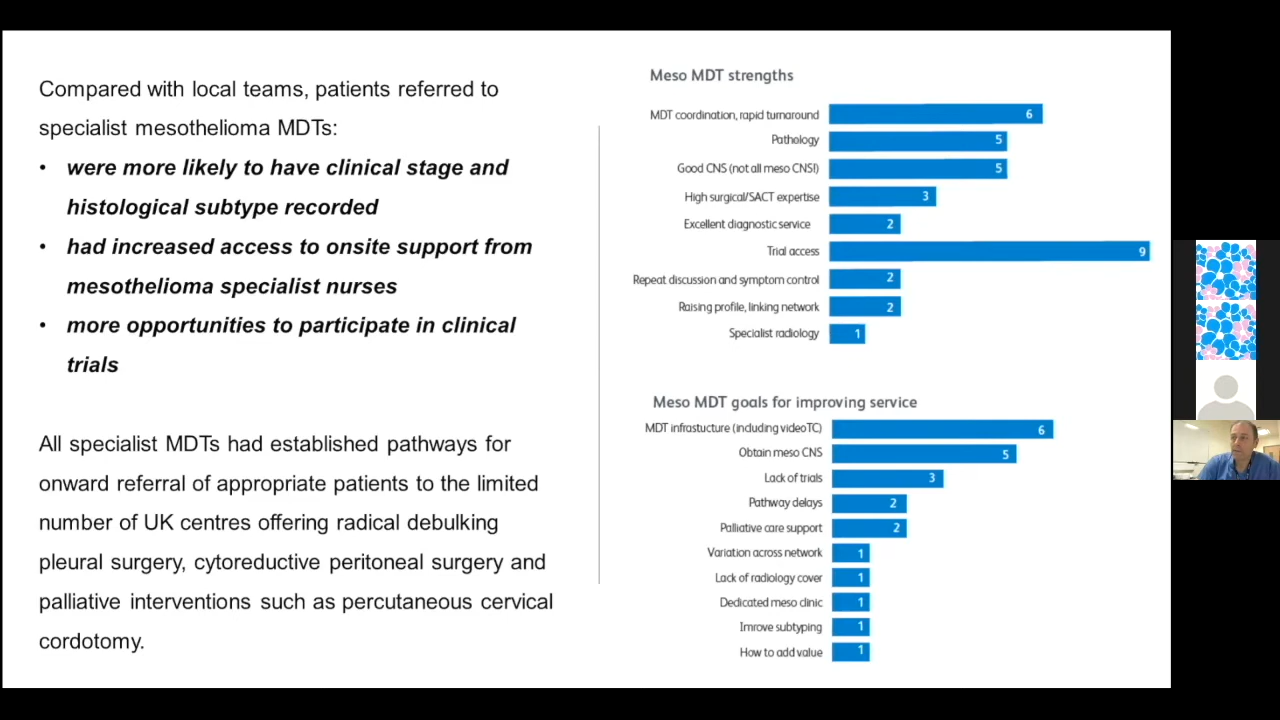 Compared with local teams, patients referred to
specialist mesothelioma MDTs:
• were more likely to have clinical stage and
histological subtype recorded
• had increased access to onsite support from
mesothelioma specialist nurses
• more opportunities to participate in clinical
trials
All specialist MDTs had established pathways for
onward referral of appropriate patients to the limited
number of UK centres offering radical debulking
pleural surgery, cytoreductive peritoneal surgery and
palliative interventions such as percutaneous cervical
cordotomy.
Meso MDT strengths
MDT coordination, rapid turnaround 6
Pathology 5
Good CNS (not all meso CNS!) 5
High surgical/SACT expertise 3
Excellent diagnostic service 2
Trial access 9
Repeat discussion and symptom control 2
Raising profile, linking network 2
Specialist radiology 1
Meso MDT goals for improving service
MDT infrastucture (including videoTC) 6
Obtain meso CNS 5
Lack of trials 3
Pathway delays 2
Palliative care support 2
Variation across network 1
Lack of radiology cover 1
Dedicated meso clinic 1
Imrove subtyping 1
How to add value 1